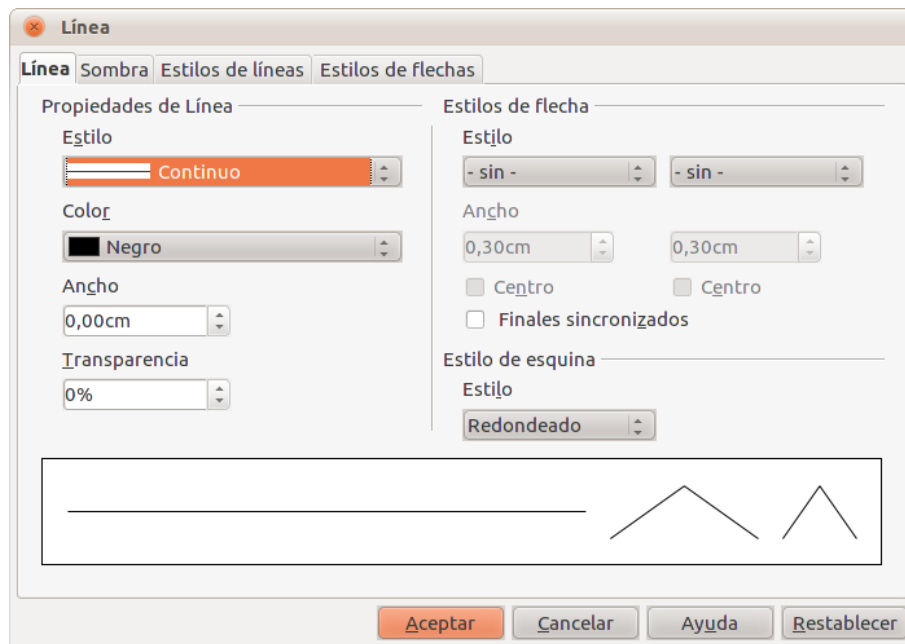 Línea
Línea Sombra Estilos de líneas Estilos de flechas
Propiedades de Línea
Estilo
Continuo
Color
Negro
Ancho
0,00cm
Transparencia
0%
Estilos de flecha
Estilo
- sin - - sin -
Ancho
0,30cm 0,30cm
Centro Centro
Finales sincronizados
Estilo de esquina
Estilo
Redondeado
Aceptar Cancelar Ayuda Restablecer